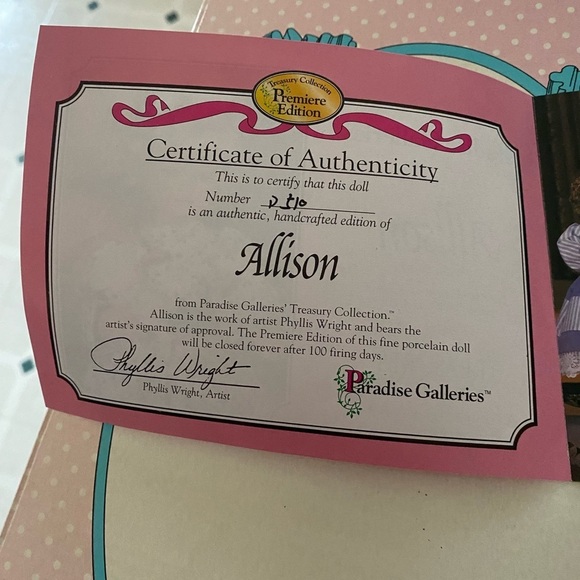 Treasury Collection
Premiere
Edition
Certificate of Authenticity
This is to certify that this doll
Number D 510
is an authentic, handcrafted edition of
Allison
from Paradise Galleries' Treasury Collection.™
Allison is the work of artist Phyllis Wright and bears the
artist's signature of approval. The Premiere Edition of this fine porcelain doll
will be closed forever after 100 firing days.
Phyllis Wright
Phyllis Wright, Artist
Paradise Galleries™